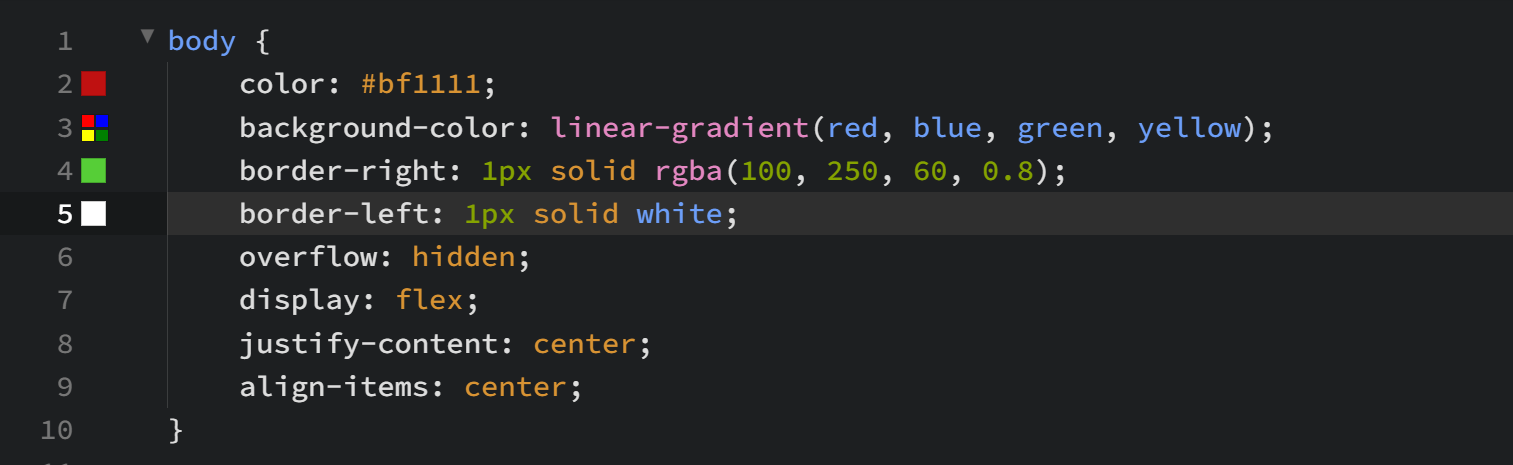 1 body {
2 color: #bf1111;
3 background-color: linear-gradient(red, blue, green, yellow);
4 border-right: 1px solid rgba(100, 250, 60, 0.8);
5 border-left: 1px solid white;
6 overflow: hidden;
7 display: flex;
8 justify-content: center;
9 align-items: center;
10 }